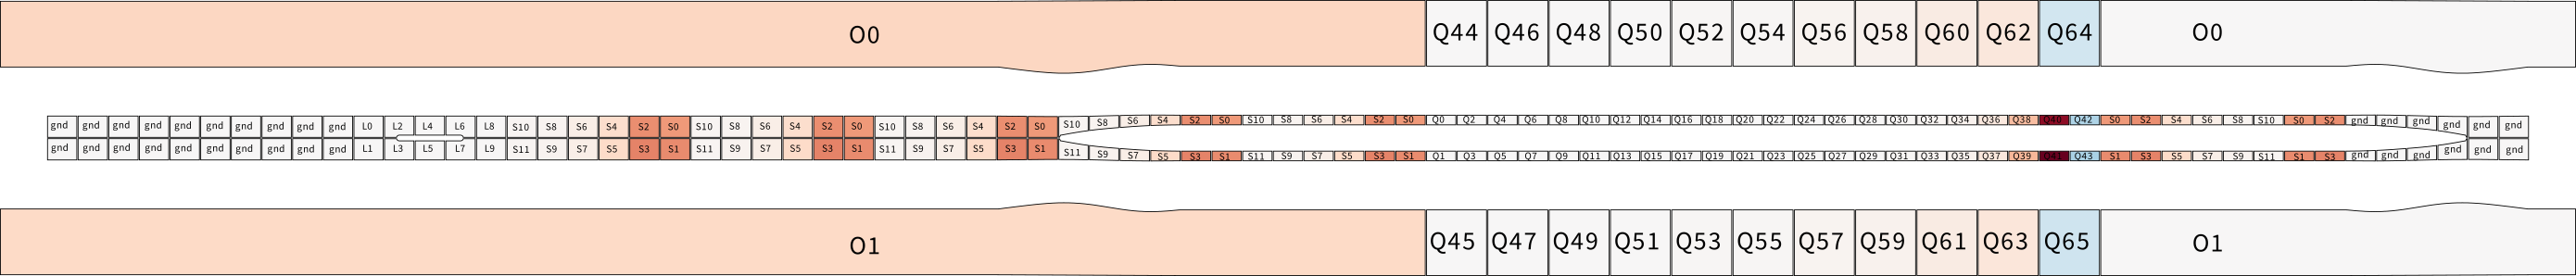 O0 Q44 Q46 Q48 Q50 Q52 Q54 Q56 Q58 Q60 Q62 Q64 O0
gnd gnd gnd gnd gnd gnd gnd gnd gnd gnd L0 L2 L4 L6 L8 S10 S8 S6 S4 S2 S0 S10 S8 S6 S4 S2 S0 S10 S8 S6 S4 S2 S0 S10 S8 S6 S4 S2 S0 S10 S8 S6 S4 S2 S0 Q0 Q2 Q4 Q6 Q8 Q10 Q12 Q14 Q16 Q18 Q20 Q22 Q24 Q26 Q28 Q30 Q32 Q34 Q36 Q38 Q40 Q42 S0 S2 S4 S6 S8 S10 S0 S2 gnd gnd gnd gnd gnd gnd
gnd gnd gnd gnd gnd gnd gnd gnd gnd gnd L1 L3 L5 L7 L9 S11 S9 S7 S5 S3 S1 S11 S9 S7 S5 S3 S1 S11 S9 S7 S5 S3 S1 S11 S9 S7 S5 S3 S1 S11 S9 S7 S5 S3 S1 Q1 Q3 Q5 Q7 Q9 Q11 Q13 Q15 Q17 Q19 Q21 Q23 Q25 Q27 Q29 Q31 Q33 Q35 Q37 Q39 Q41 Q43 S1 S3 S5 S7 S9 S11 S1 S3 gnd gnd gnd gnd gnd gnd
O1 Q45 Q47 Q49 Q51 Q53 Q55 Q57 Q59 Q61 Q63 Q65 O1